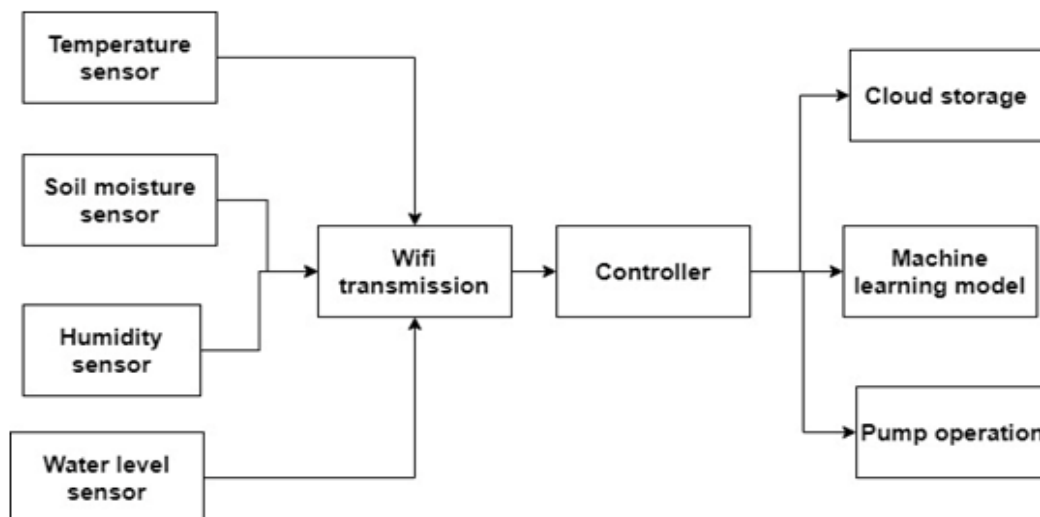 Temperature
sensor
Soil moisture
sensor
Humidity
sensor
Water level
sensor
Wifi
transmission
Controller
Cloud storage
Machine
learning model
Pump operation